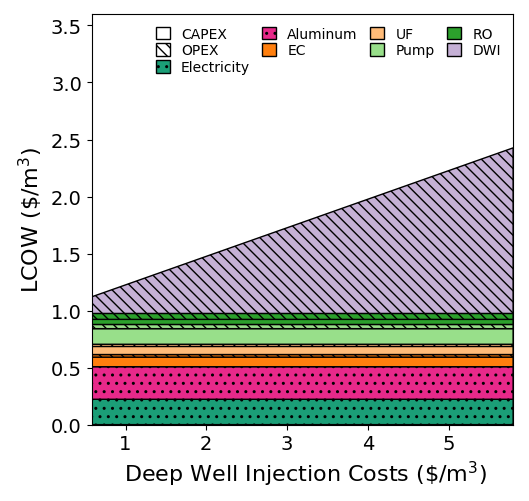 3.5
3.0
2.5
2.0
1.5
1.0
0.5
0.0
LCOW ($/m³)
CAPEX
OPEX
Electricity
Aluminum
EC
UF
Pump
RO
DWI
1 2 3 4 5
Deep Well Injection Costs ($/m³)